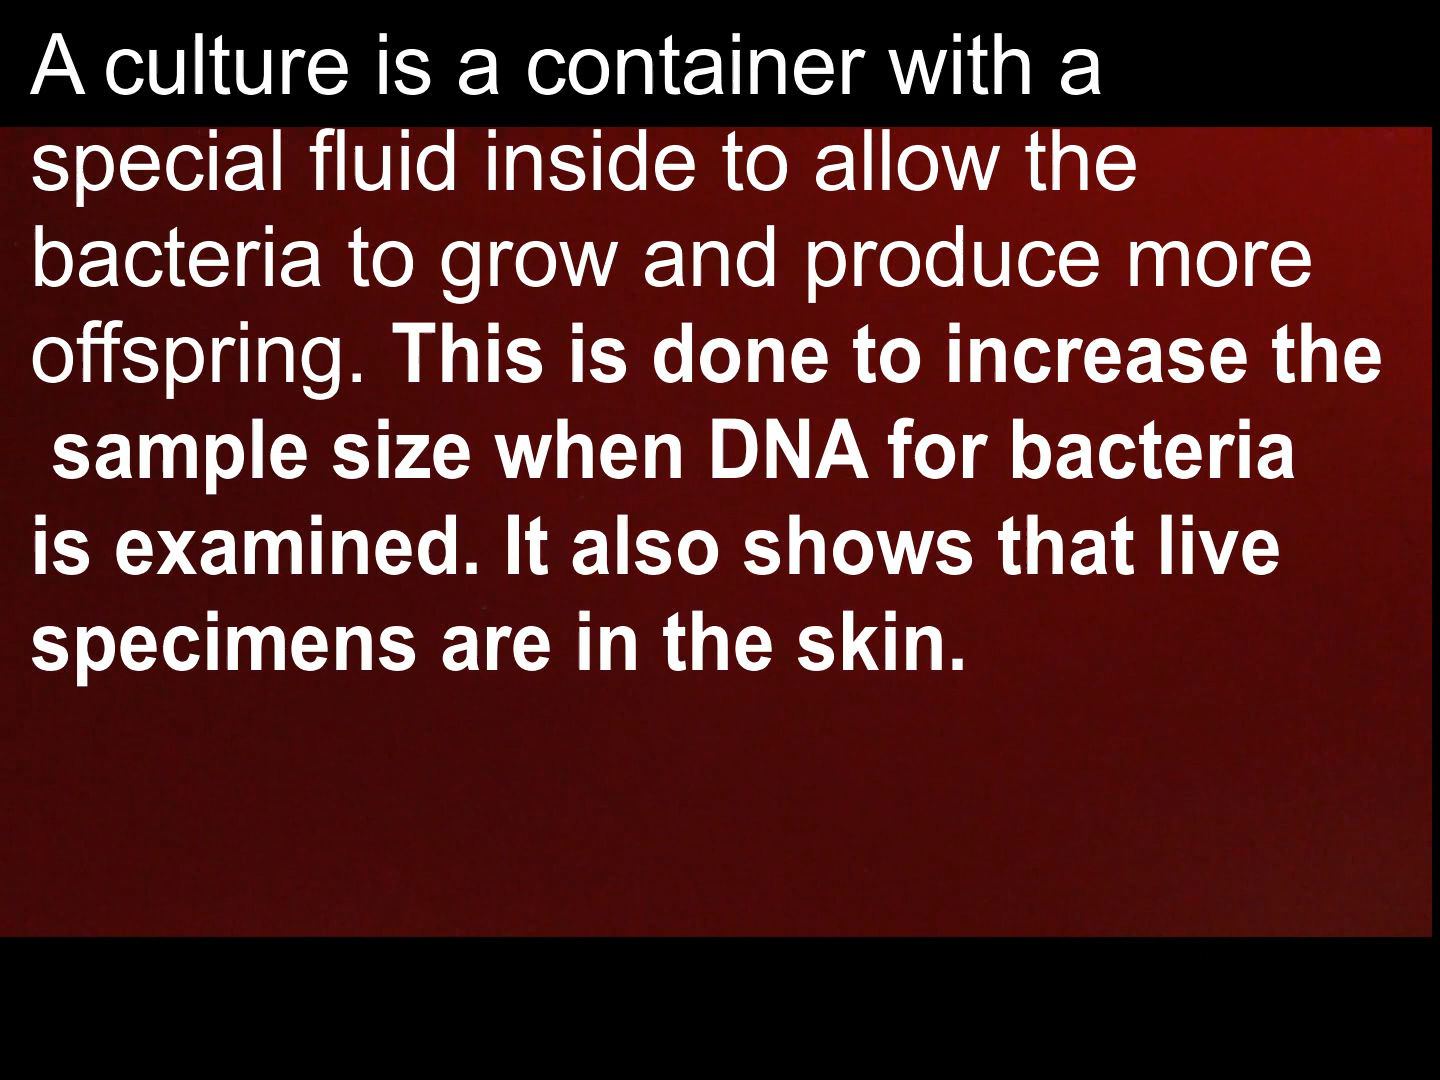 A culture is a container with a
special fluid inside to allow the
bacteria to grow and produce more
offspring. This is done to increase the
sample size when DNA for bacteria
is examined. It also shows that live
specimens are in the skin.